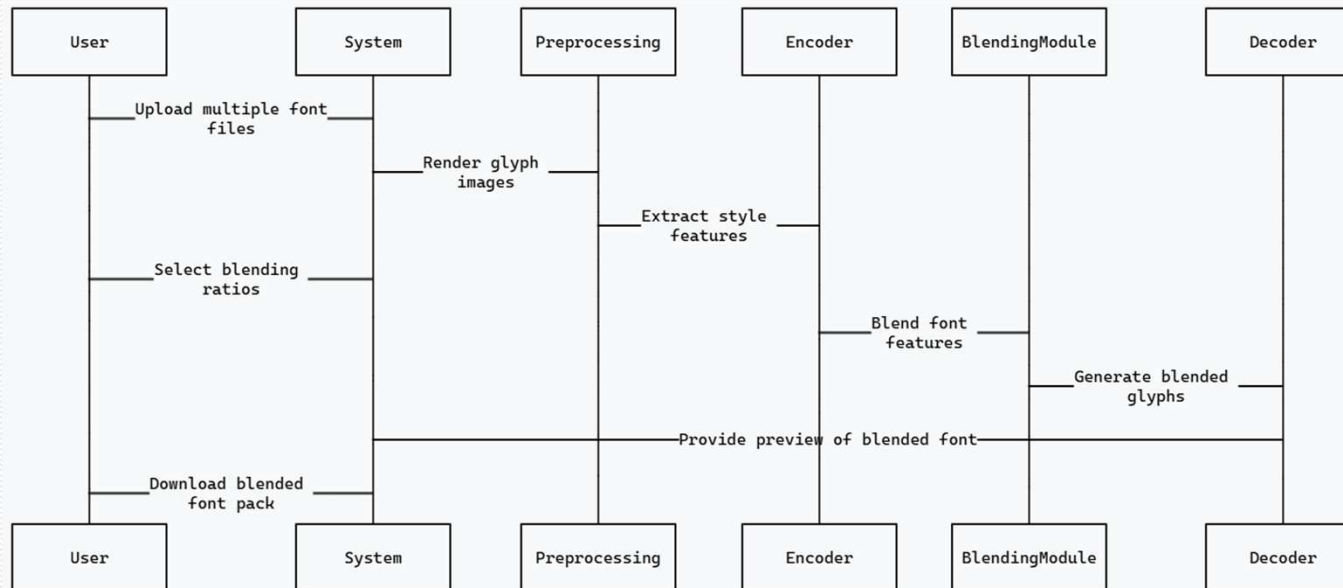 User
System
Preprocessing
Encoder
BlendingModule
Decoder
Upload multiple font
files
Render glyph
images
Extract style
features
Select blending
ratios
Blend font
features
Generate blended
glyphs
Provide preview of blended font
Download blended
font pack
User
System
Preprocessing
Encoder
BlendingModule
Decoder